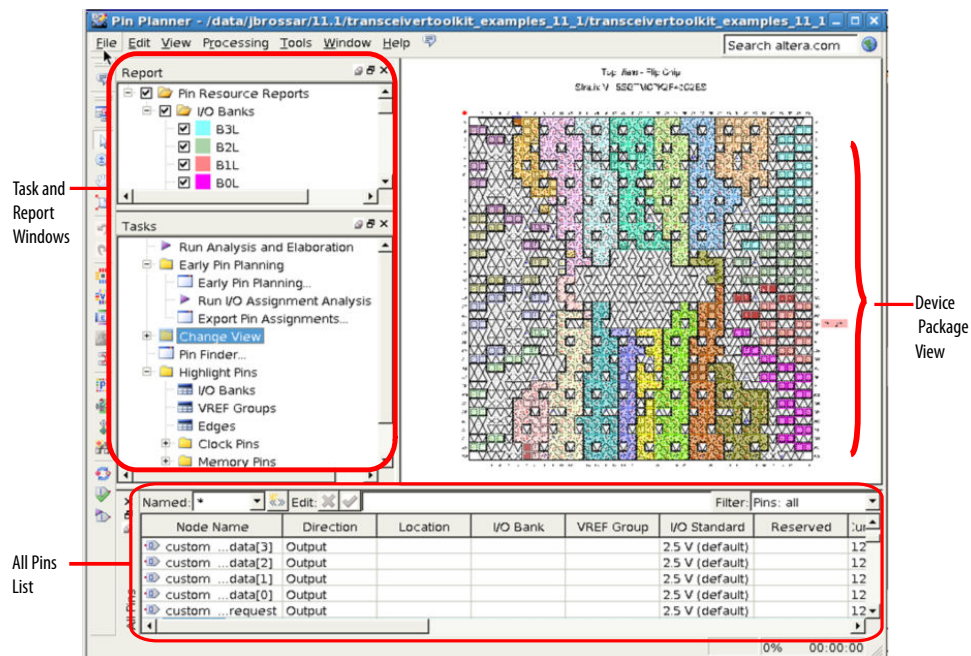 Pin Planner - /data/jbrossar/11.1/transceivertoolkit_examples_11_1/transceivertoolkit_examples_11_1
File Edit View Processing Tools Window Help
Search altera.com
Report
Pin Resource Reports
I/O Banks
B3L
B2L
B1L
B0L
Task and
Report
Windows
Tasks
Run Analysis and Elaboration
Early Pin Planning
Early Pin Planning...
Run I/O Assignment Analysis
Export Pin Assignments...
Change View
Pin Finder...
Highlight Pins
I/O Banks
VREF Groups
Edges
Clock Pins
Memory Pins
Top View - Flip Chip
Device
Package
View
All Pins
List
Named: * Edit: Filter: Pins: all
Node Name Direction Location I/O Bank VREF Group I/O Standard Reserved
custom ...data[3] Output 2.5 V (default) 12
custom ...data[2] Output 2.5 V (default) 12
custom ...data[1] Output 2.5 V (default) 12
custom ...data[0] Output 2.5 V (default) 12
custom ...request Output 2.5 V (default) 12
All Pins
0% 00:00:00